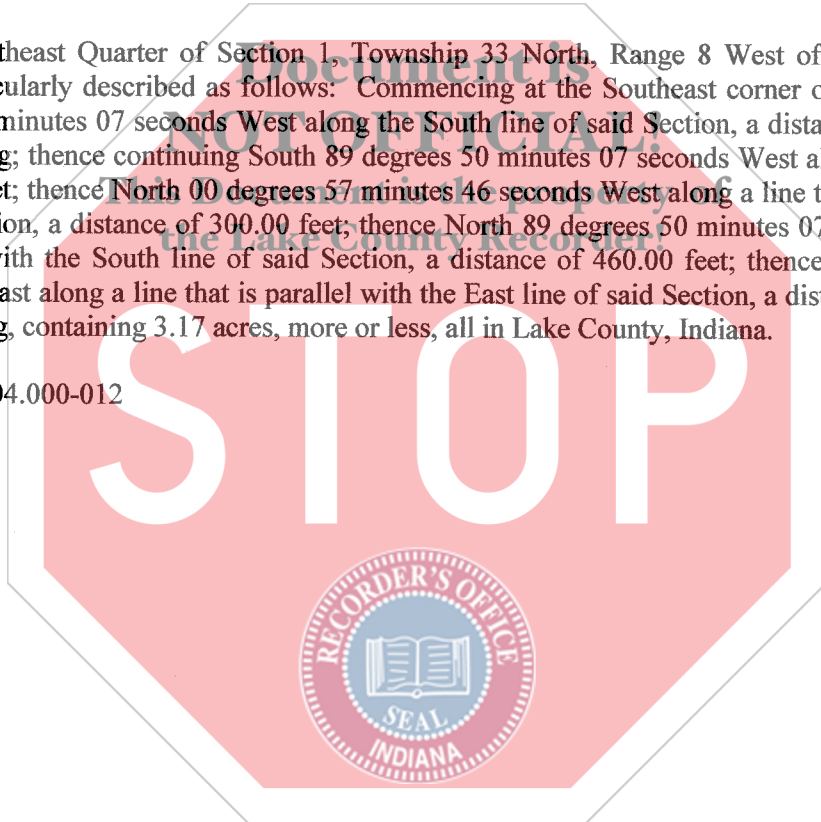 theast Quarter of Section 1, Township 33 North, Range 8 West of
cularly described as follows: Commencing at the Southeast corner o
minutes 07 seconds West along the South line of said Section, a dista
g; thence continuing South 89 degrees 50 minutes 07 seconds West al
et; thence North 00 degrees 57 minutes 46 seconds West along a line t
ion, a distance of 300.00 feet; thence North 89 degrees 50 minutes 07
with the South line of said Section, a distance of 460.00 feet; thence
ast along a line that is parallel with the East line of said Section, a dist
g, containing 3.17 acres, more or less, all in Lake County, Indiana.
04.000-012
Document is
NOT OFFICIAL!
This Document is the property of
the Lake County Recorder!
STOP
RECORDER'S OFFICE
SEAL
INDIANA